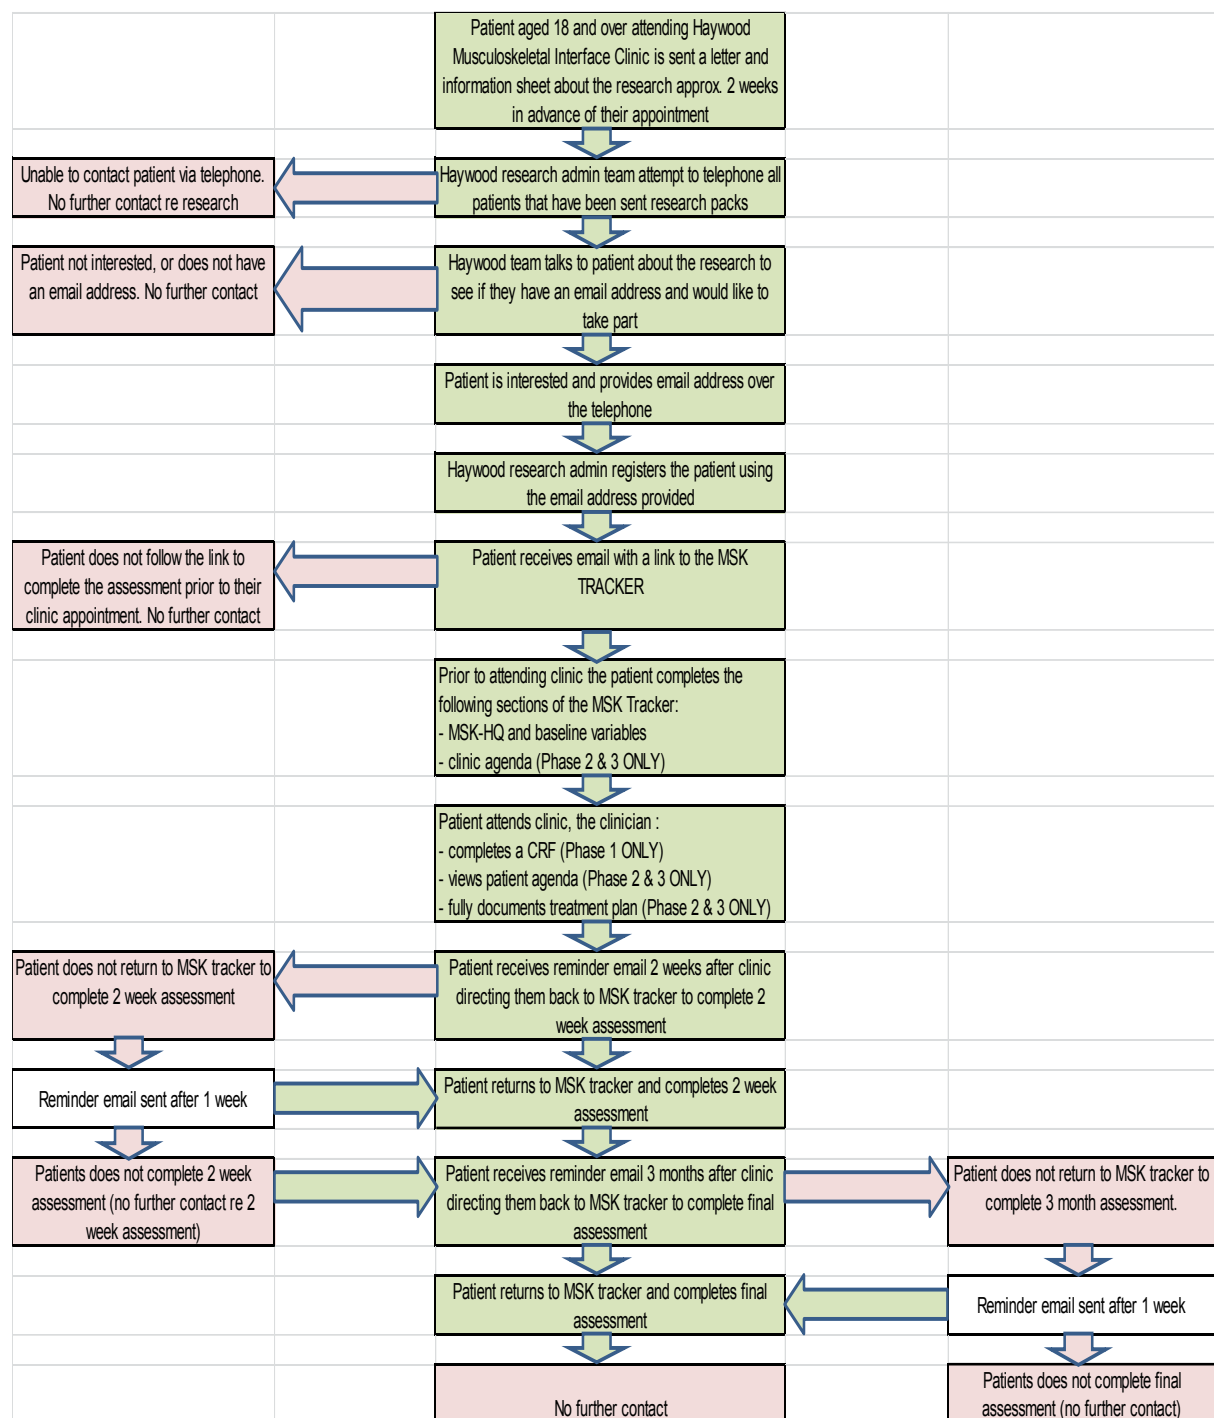 Patient aged 18 and over attending Haywood
Musculoskeletal Interface Clinic is sent a letter and
information sheet about the research approx. 2 weeks
in advance of their appointment
Unable to contact patient via telephone.
No further contact re research
Haywood research admin team attempt to telephone all
patients that have been sent research packs
Patient not interested, or does not have
an email address. No further contact
Haywood team talks to patient about the research to
see if they have an email address and would like to
take part
Patient is interested and provides email address over
the telephone
Haywood research admin registers the patient using
the email address provided
Patient does not follow the link to
complete the assessment prior to their
clinic appointment. No further contact
Patient receives email with a link to the MSK
TRACKER
Prior to attending clinic the patient completes the
following sections of the MSK Tracker:
- MSK-HQ and baseline variables
- clinic agenda (Phase 2 & 3 ONLY)
Patient attends clinic, the clinician :
- completes a CRF (Phase 1 ONLY)
- views patient agenda (Phase 2 & 3 ONLY)
- fully documents treatment plan (Phase 2 & 3 ONLY)
Patient does not return to MSK tracker to
complete 2 week assessment
Patient receives reminder email 2 weeks after clinic
directing them back to MSK tracker to complete 2
week assessment
Reminder email sent after 1 week
Patient returns to MSK tracker and completes 2 week
assessment
Patients does not complete 2 week
assessment (no further contact re 2
week assessment)
Patient receives reminder email 3 months after clinic
directing them back to MSK tracker to complete final
assessment
Patient does not return to MSK tracker to
complete 3 month assessment.
Patient returns to MSK tracker and completes final
assessment
Reminder email sent after 1 week
No further contact
Patients does not complete final
assessment (no further contact)